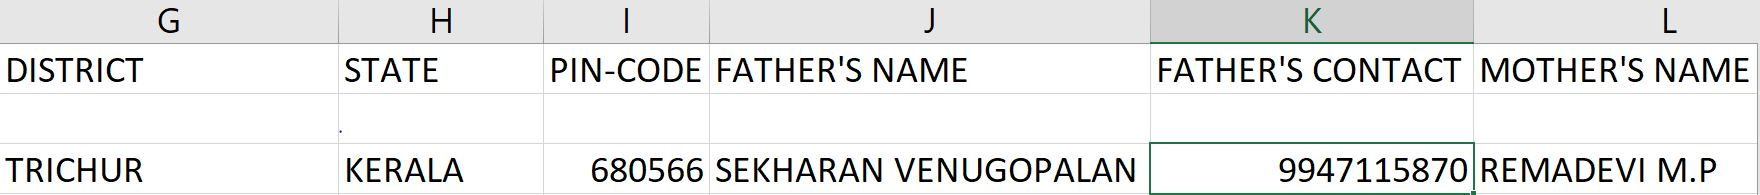 G H I J K L
DISTRICT STATE PIN-CODE FATHER'S NAME FATHER'S CONTACT MOTHER'S NAME
TRICHUR KERALA 680566 SEKHARAN VENUGOPALAN 9947115870 REMADEVI M.P